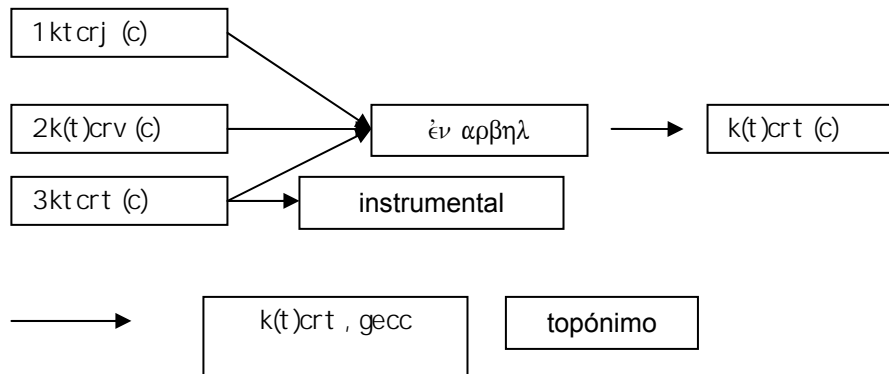 1ktcrj (c)
2k(t)crv (c)
ἐν αρβηλ
k(t)crt (c)
3ktcrt (c)
instrumental
k(t)crt , gecc
topónimo